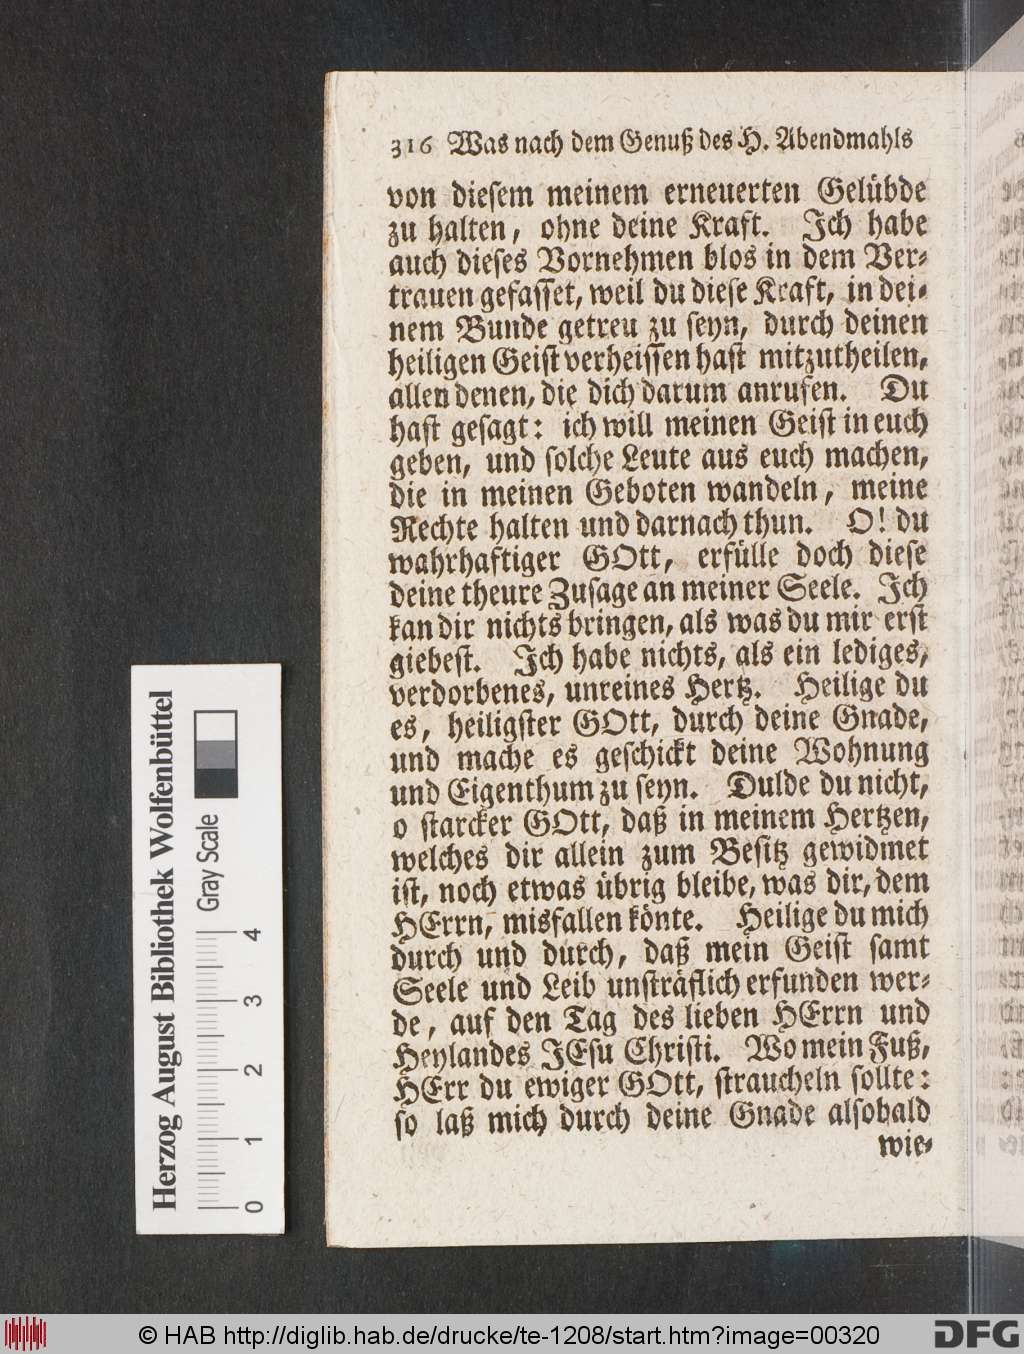 316 Was nach dem Genuß des H. Abendmahls
von diesem meinem erneuerten Gelübde
zu halten, ohne deine Kraft. Ich habe
auch dieses Vornehmen blos in dem Ver-
trauen gefasset, weil du diese Kraft, in dei-
nem Bunde getreu zu seyn, durch deinen
heiligen Geist verheissen hast mitzutheilen,
allen denen, die dich darum anrufen. Du
hast gesagt: ich will meinen Geist in euch
geben, und solche Leute aus euch machen,
die in meinen Geboten wandeln, meine
Rechte halten und darnach thun. O! du
wahrhaftiger GOtt, erfülle doch diese
deine theure Zusage an meiner Seele. Ich
kan dir nichts bringen, als was du mir erst
giebest. Ich habe nichts, als ein lediges,
verdorbenes, unreines Hertz. Heilige du
es, heiligster GOtt, durch deine Gnade,
und mache es geschickt deine Wohnung
und Eigenthum zu seyn. Dulde du nicht,
o starcker GOtt, daß in meinem Hertzen,
welches dir allein zum Besitz gewidmet
ist, noch etwas übrig bleibe, was dir, dem
HErrn, misfallen könte. Heilige du mich
durch und durch, daß mein Geist samt
Seele und Leib unsträflich erfunden wer-
de, auf den Tag des lieben HErrn und
Heylandes JEsu Christi. Wo mein Fuß,
HErr du ewiger GOtt, straucheln sollte:
so laß mich durch deine Gnade alsobald
wie-
Herzog August Bibliothek Wolfenbüttel
Gray Scale
0 1 2 3 4
© HAB http://diglib.hab.de/drucke/te-1208/start.htm?image=00320
DFG